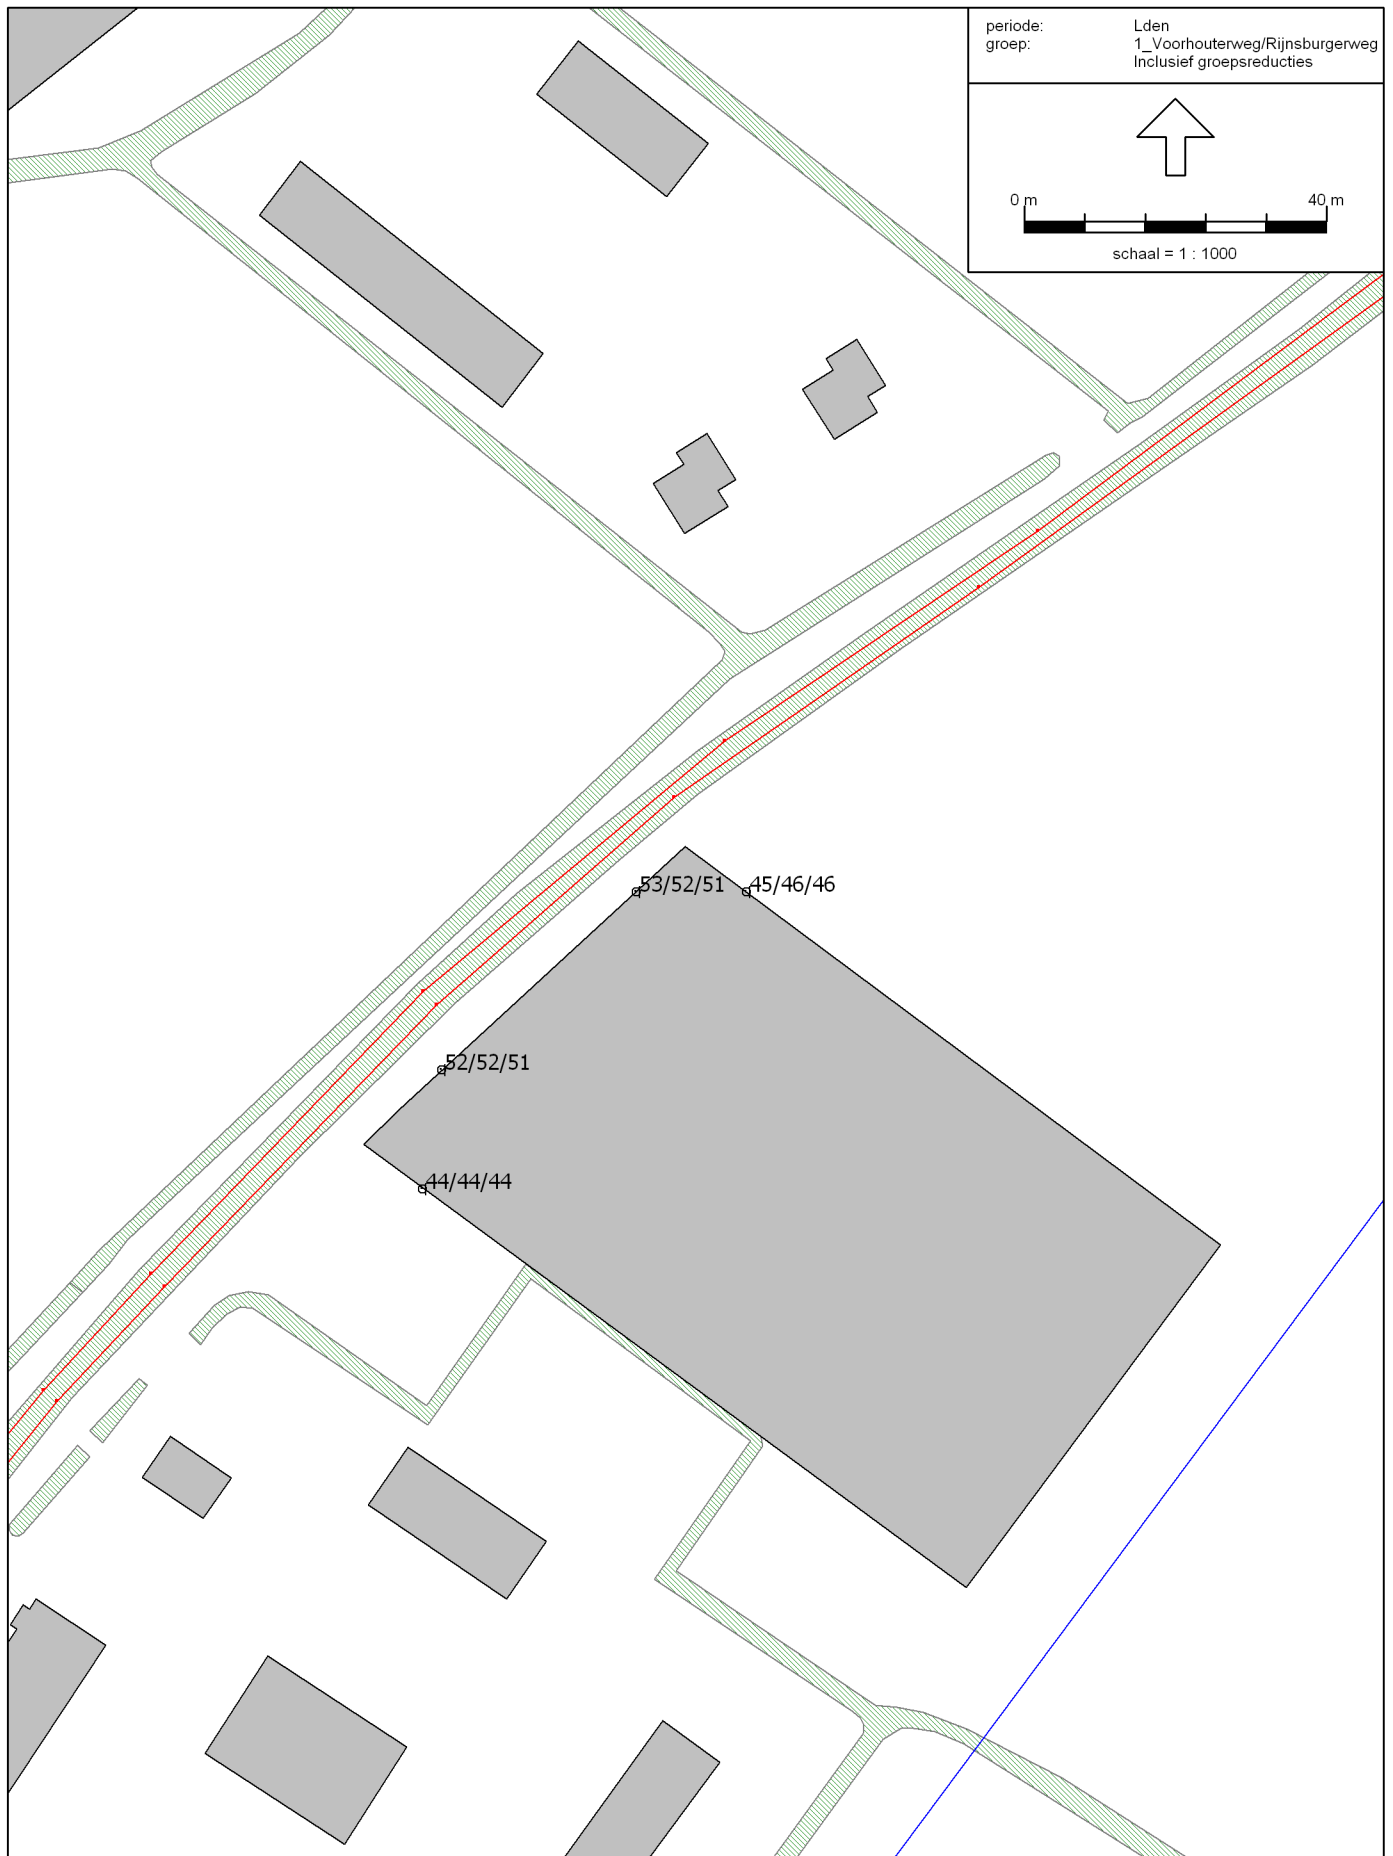 periode: Lden
groep: 1_Voorhouterweg/Rijnsburgerweg
Inclusief groepsreducties
0 m 40 m
schaal = 1 : 1000
53/52/51 45/46/46
52/52/51
44/44/44